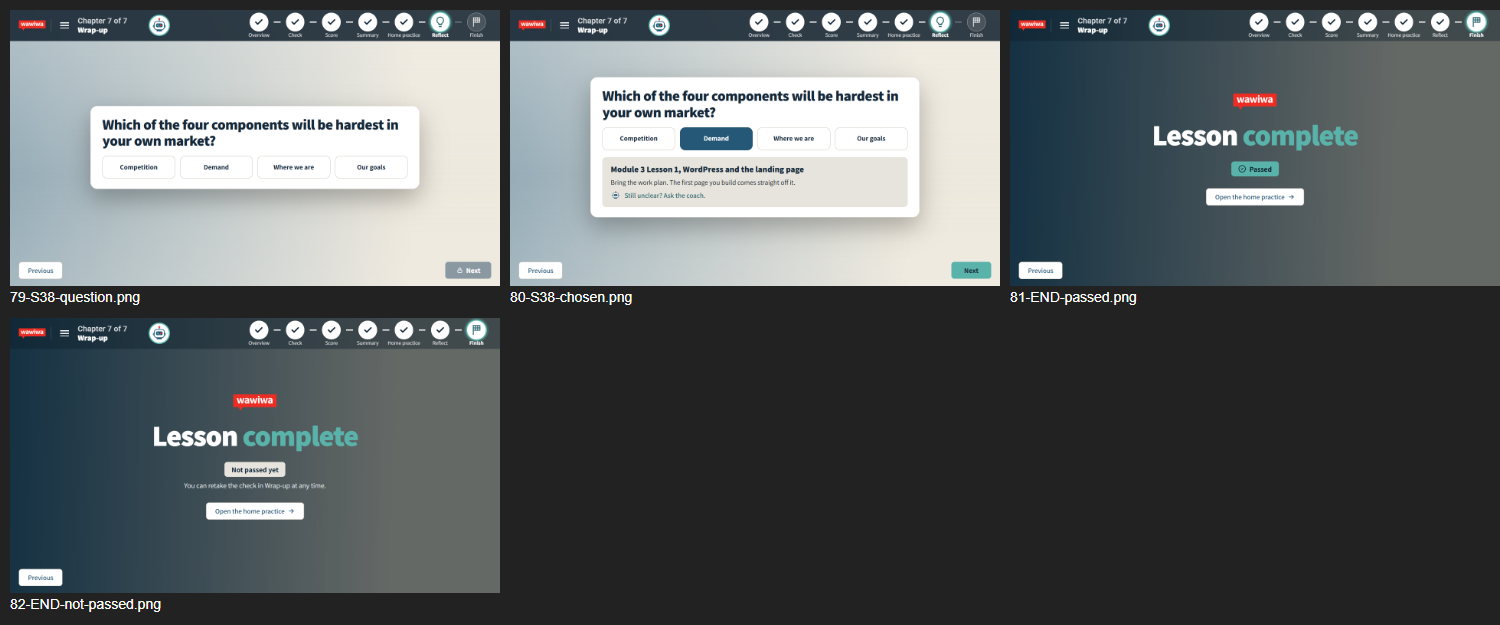 wawiwa
Chapter 7 of 7
Wrap-up
Overview
Check
Score
Summary
Home practice
Reflect
Finish
Which of the four components will be hardest in
your own market?
Competition
Demand
Where we are
Our goals
Previous
Next
79-S38-question.png
wawiwa
Chapter 7 of 7
Wrap-up
Overview
Check
Score
Summary
Home practice
Reflect
Finish
Which of the four components will be hardest in
your own market?
Competition
Demand
Where we are
Our goals
Module 3 Lesson 1, WordPress and the landing page
Bring the work plan. The first page you build comes straight off it.
Still unclear? Ask the coach.
Previous
Next
80-S38-chosen.png
wawiwa
Chapter 7 of 7
Wrap-up
Overview
Check
Score
Summary
Home practice
Reflect
Finish
wawiwa
Lesson complete
Passed
Open the home practice →
Previous
81-END-passed.png
wawiwa
Chapter 7 of 7
Wrap-up
Overview
Check
Score
Summary
Home practice
Reflect
Finish
wawiwa
Lesson complete
Not passed yet
You can retake the check in Wrap-up at any time.
Open the home practice →
Previous
82-END-not-passed.png